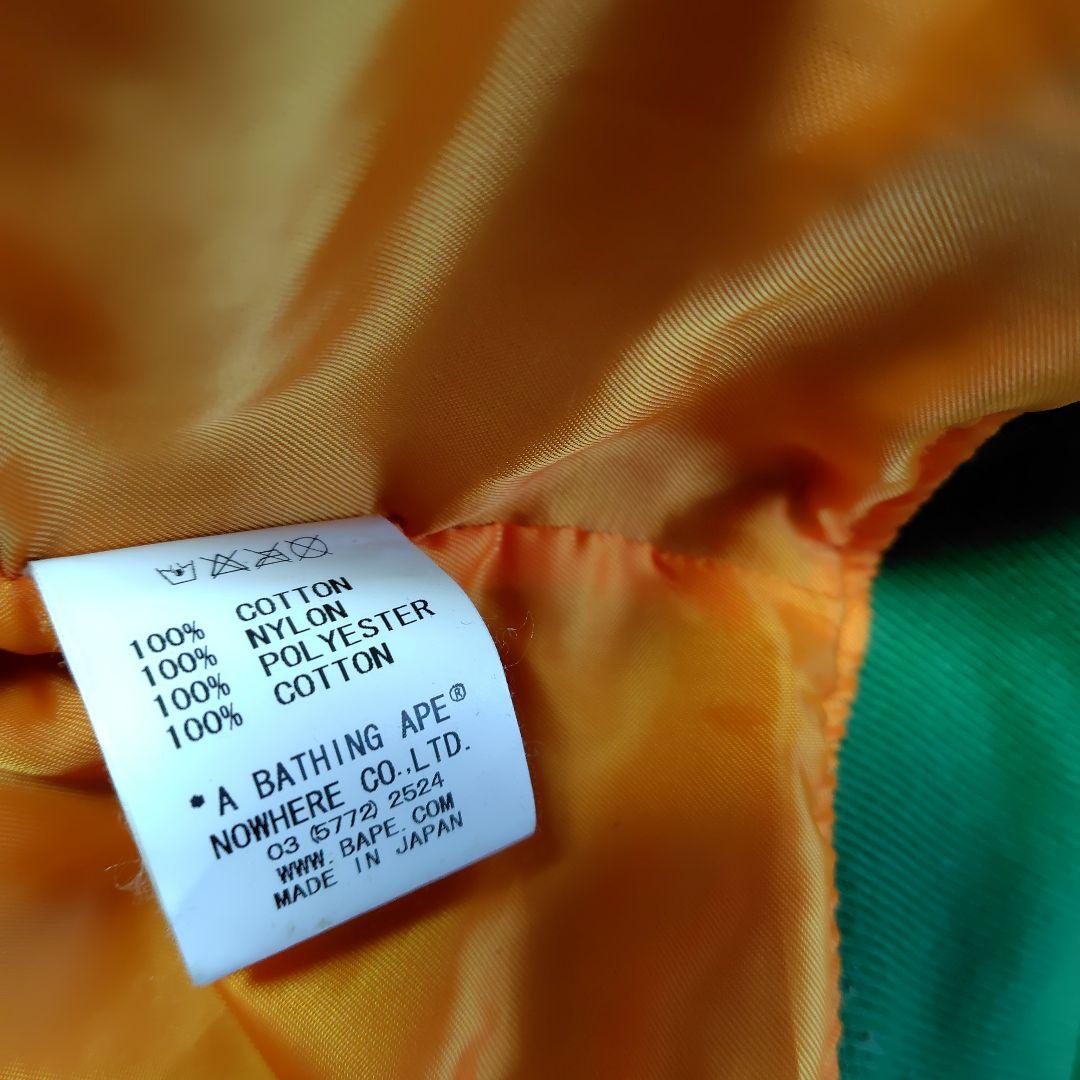 100% COTTON
100% NYLON
100% POLYESTER
100% COTTON
*A BATHING APE®
NOWHERE CO.,LTD.
03 (5772) 2524
WWW.BAPE.COM
MADE IN JAPAN